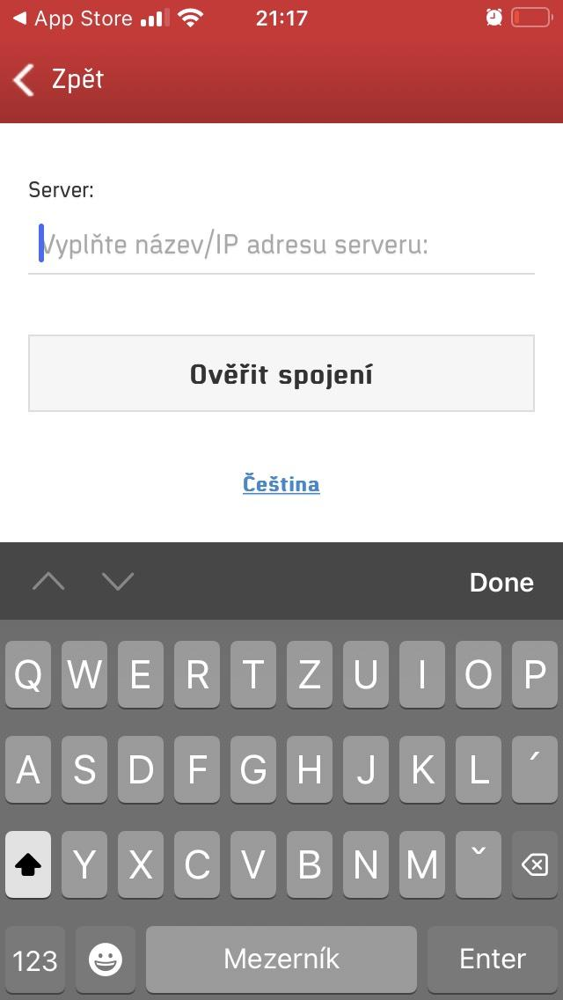 App Store 21:17
Zpět
Server:
Vyplňte název/IP adresu serveru:
Ověřit spojení
Čeština
Done
Q W E R T Z U I O P
A S D F G H J K L ´
Y X C V B N M ˇ
123 Mezerník Enter